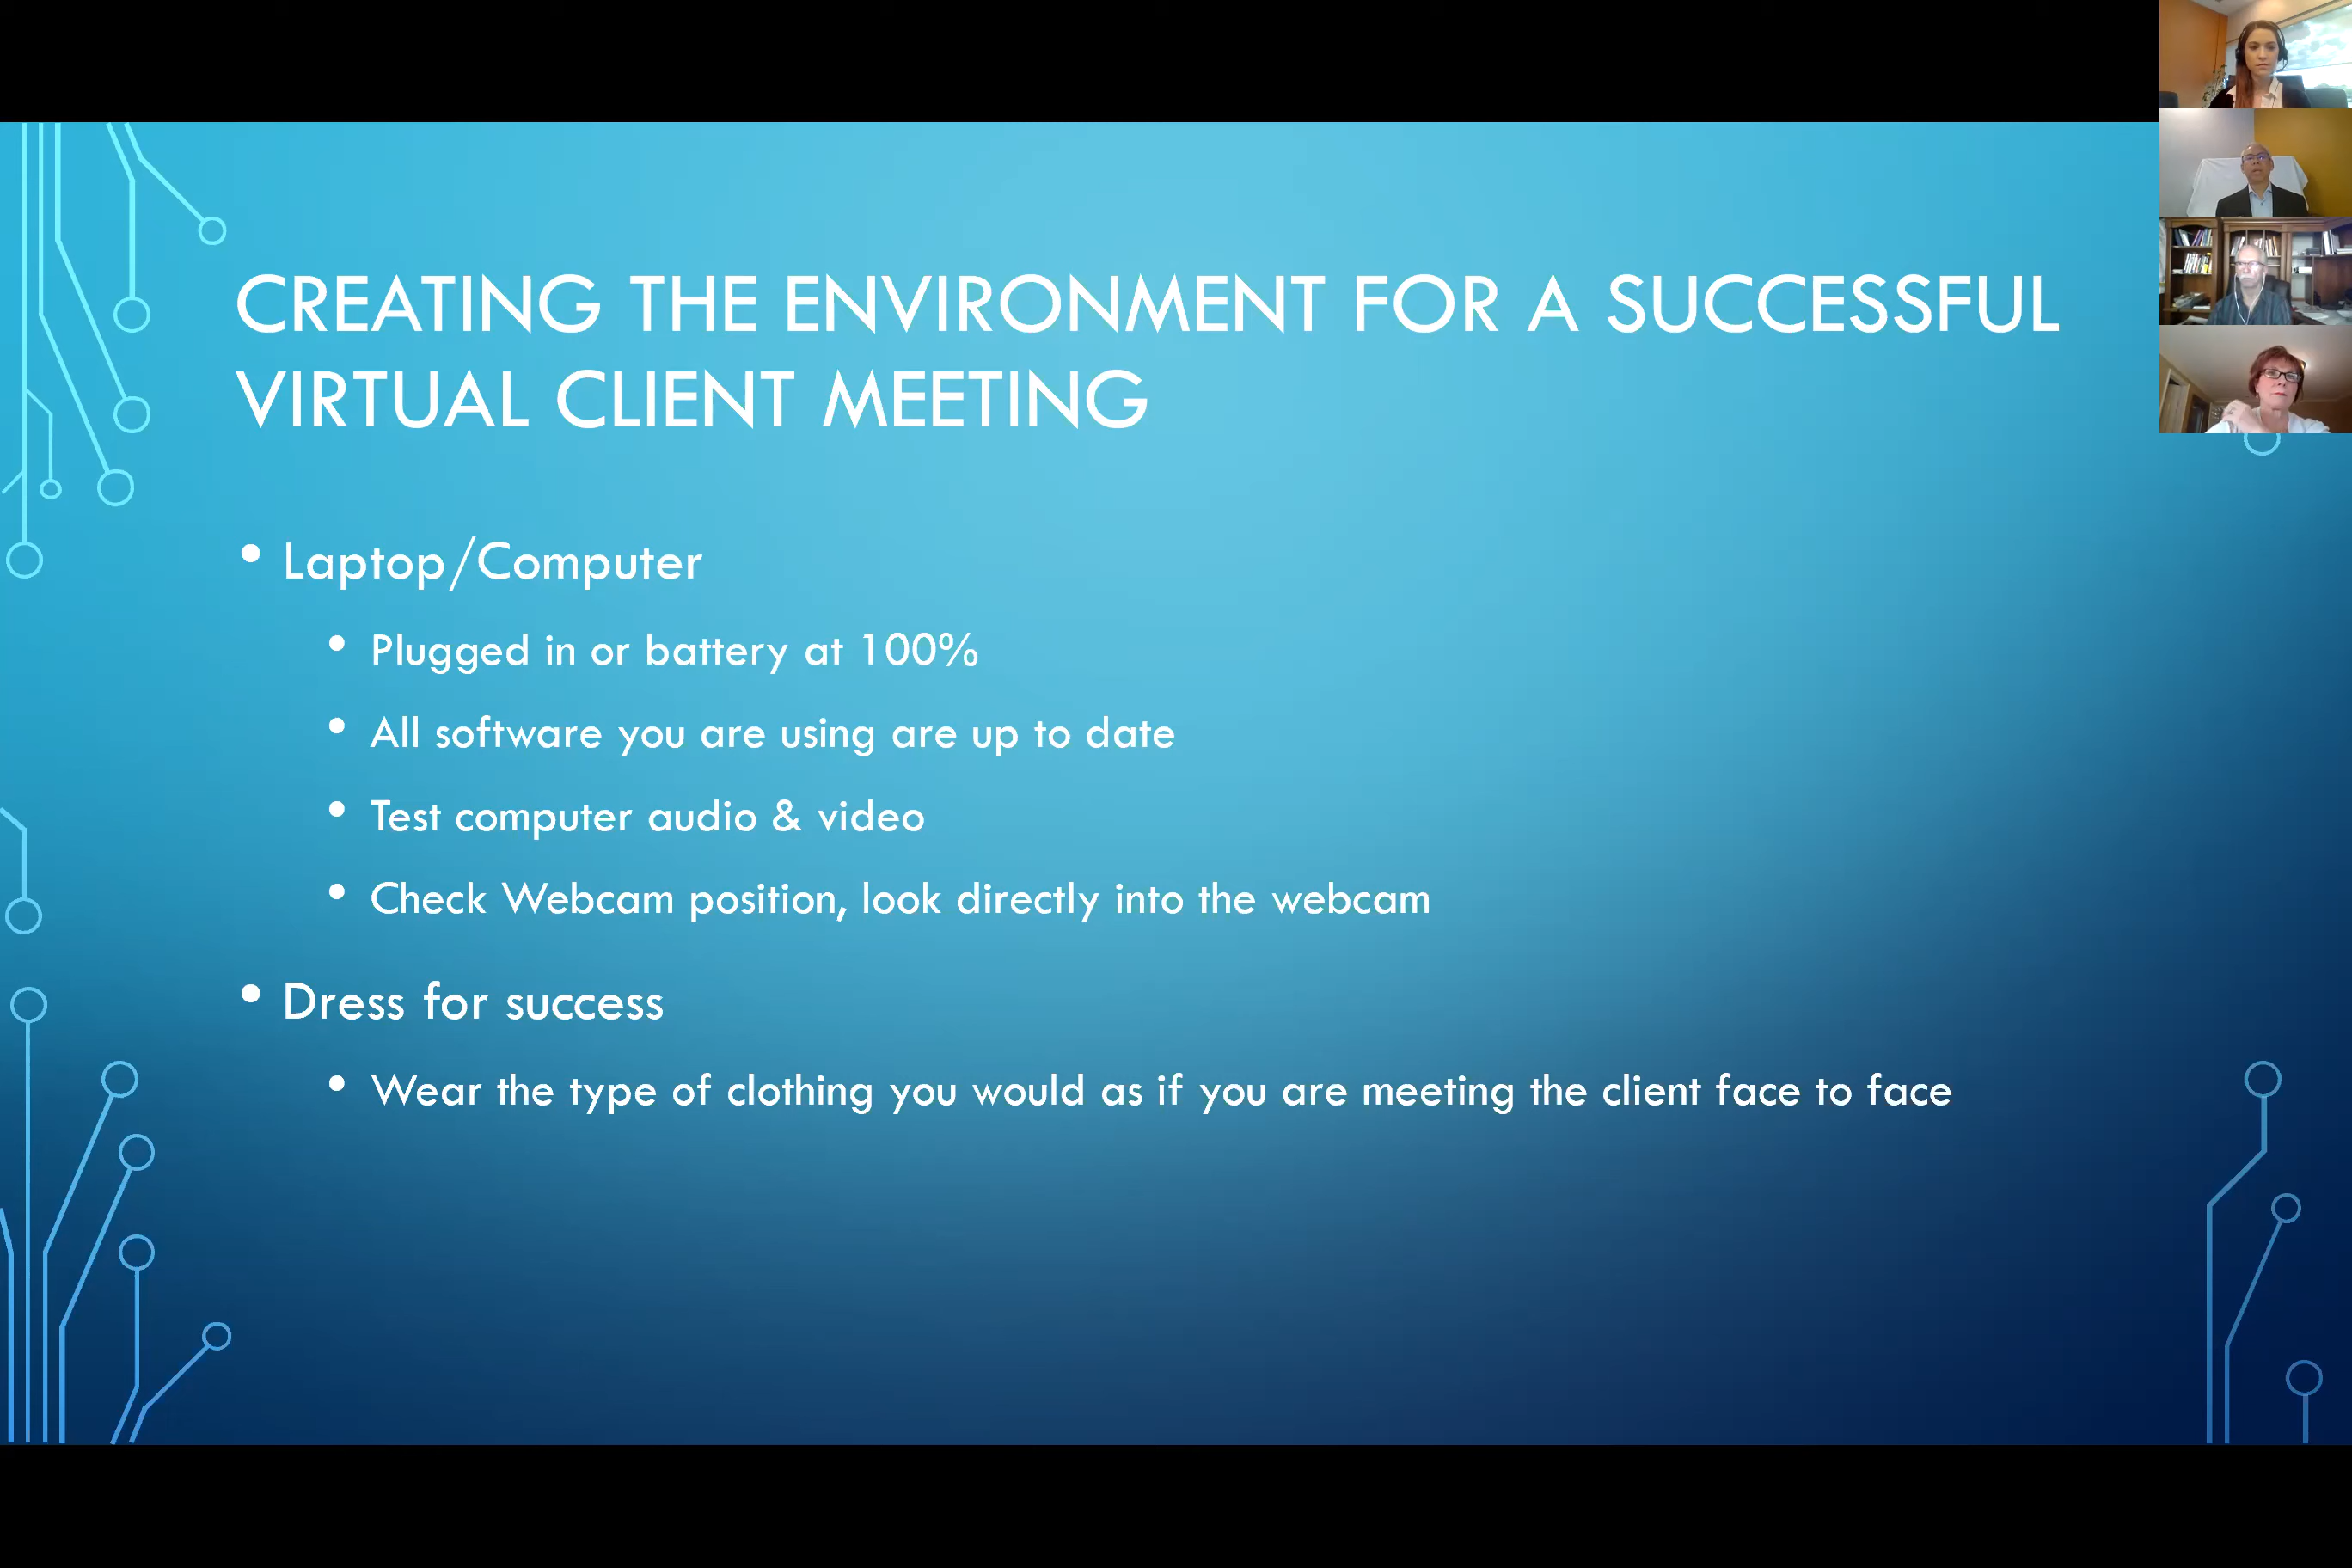 CREATING THE ENVIRONMENT FOR A SUCCESSFUL
VIRTUAL CLIENT MEETING
• Laptop/Computer
• Plugged in or battery at 100%
• All software you are using are up to date
• Test computer audio & video
• Check Webcam position, look directly into the webcam
• Dress for success
• Wear the type of clothing you would as if you are meeting the client face to face